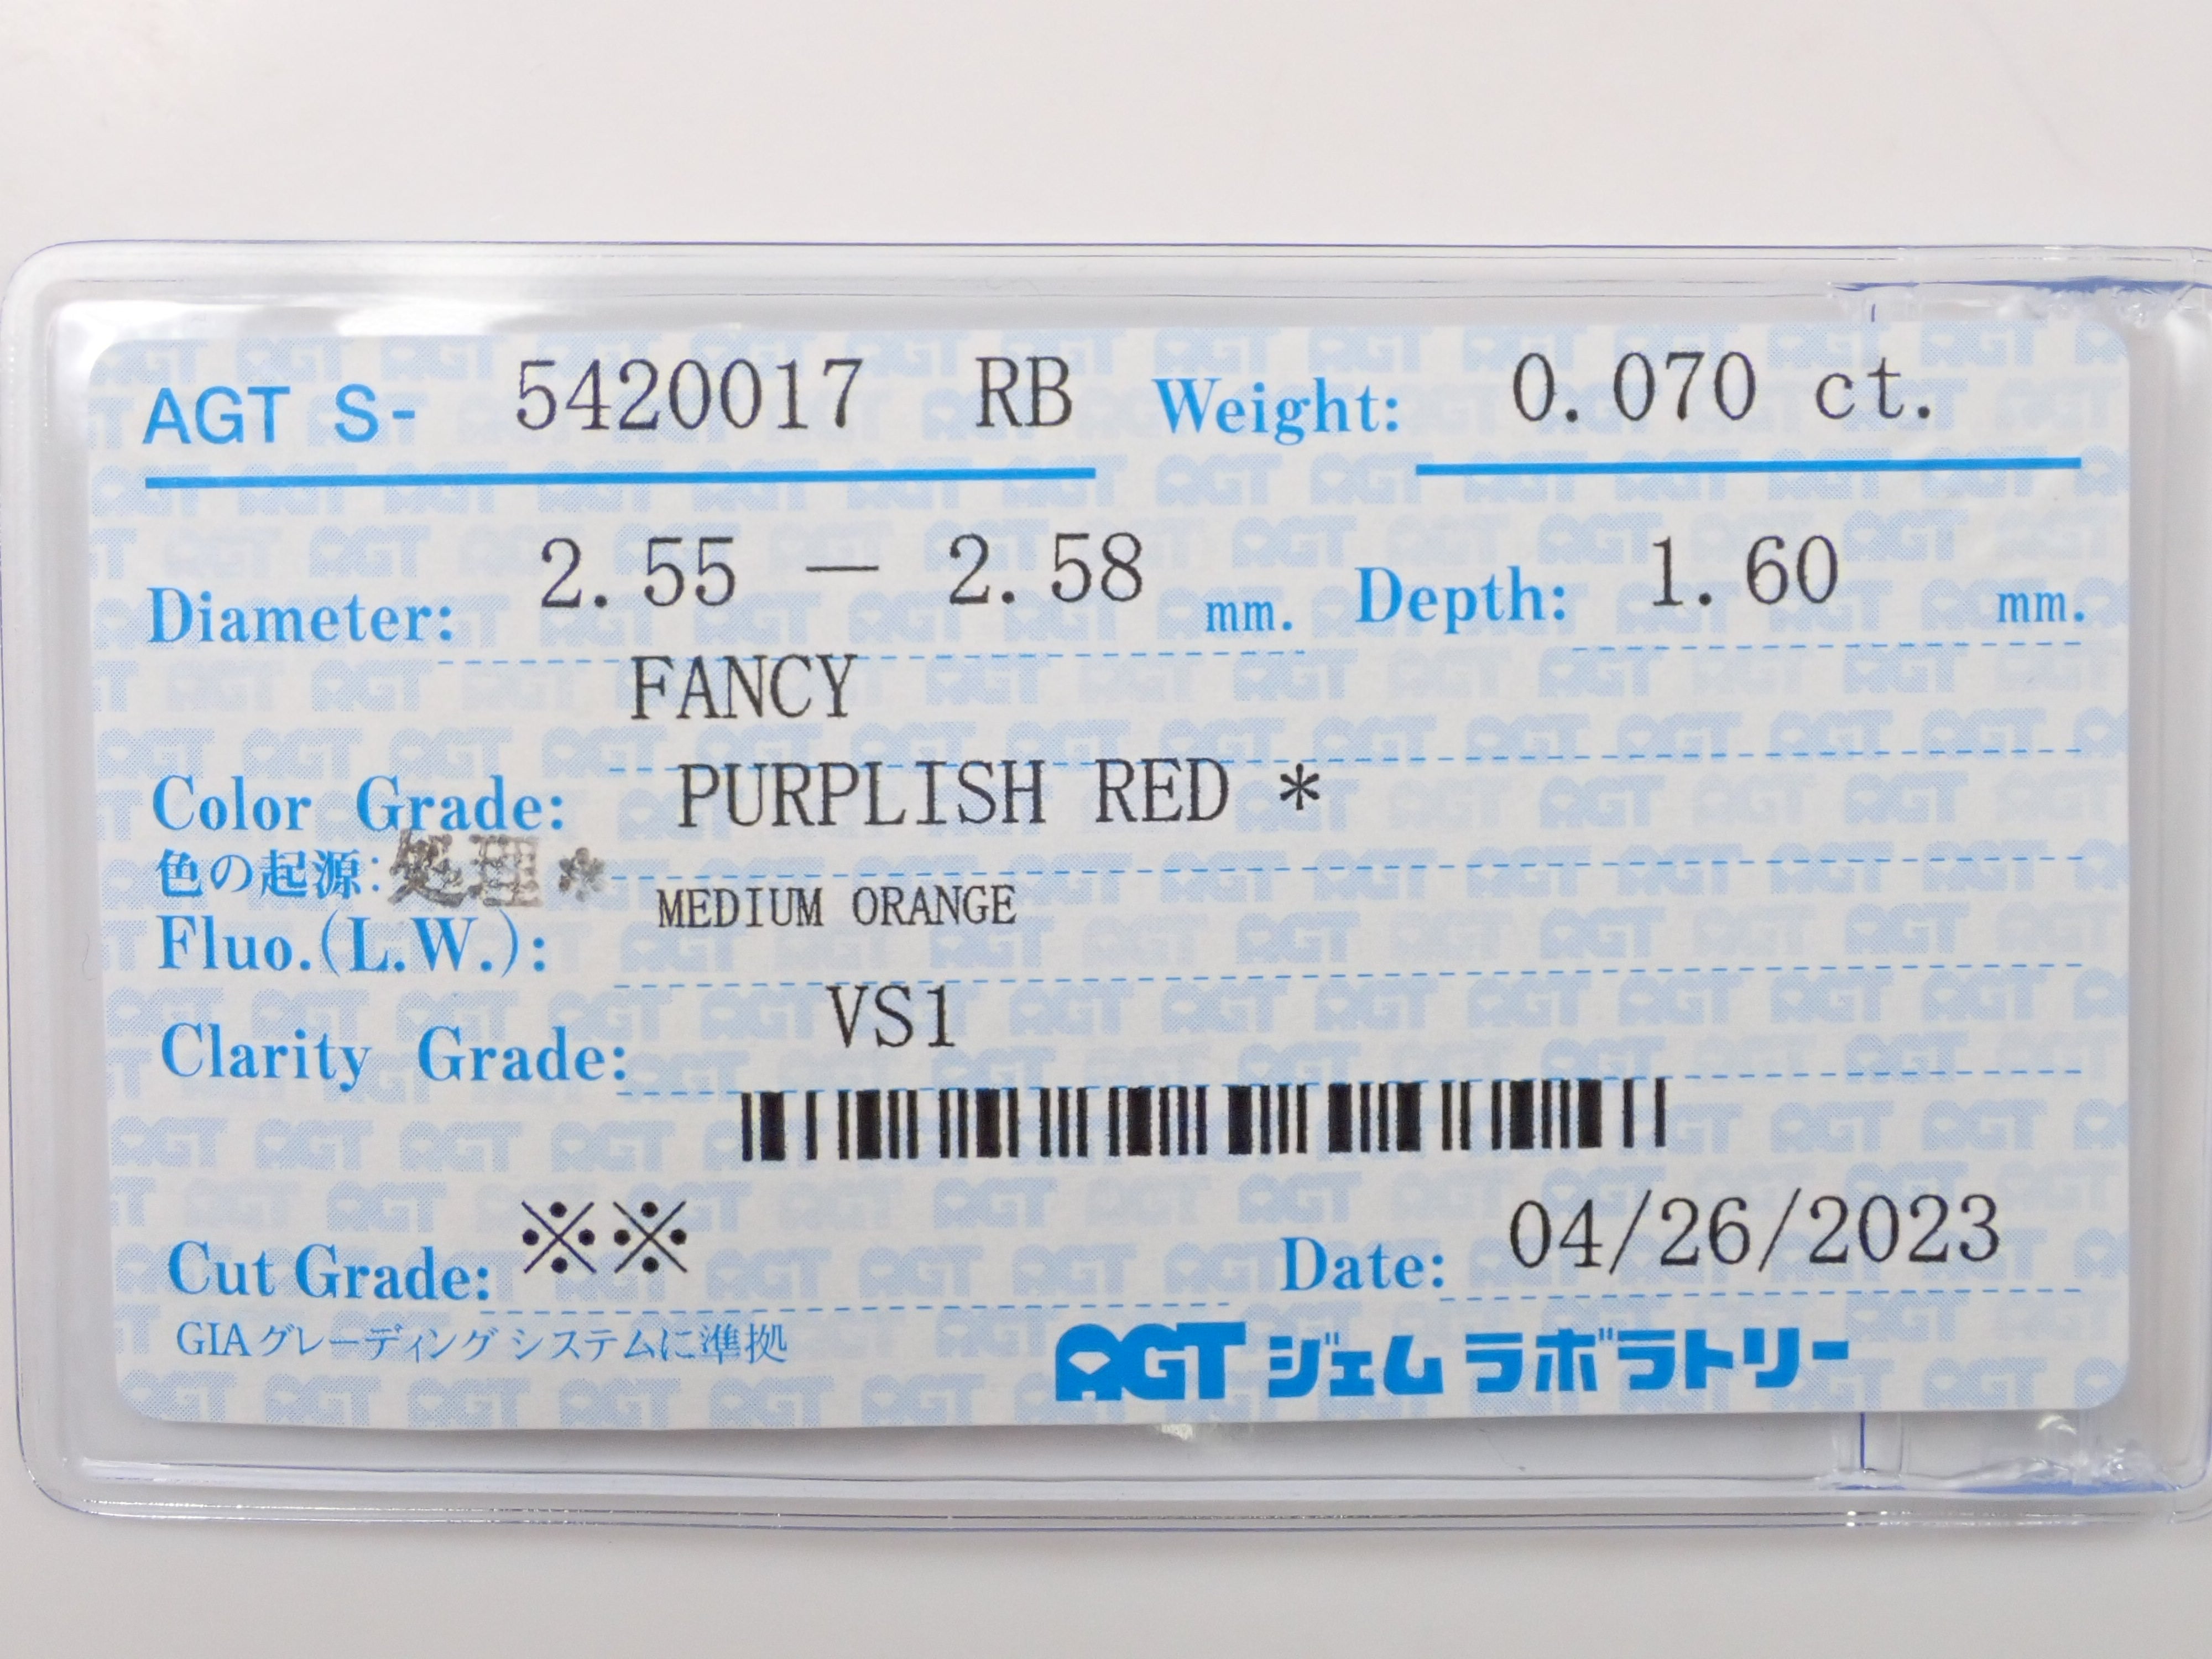 AGT S- 5420017 RB Weight: 0.070 ct.
Diameter: 2.55 — 2.58 mm. Depth: 1.60 mm.
FANCY
Color Grade: PURPLISH RED *
色の起源: 処理*
Fluo.(L.W.): MEDIUM ORANGE
Clarity Grade: VS1
Cut Grade: ※※ Date: 04/26/2023
GIAグレーディングシステムに準拠
AGT ジェム ラボラトリー